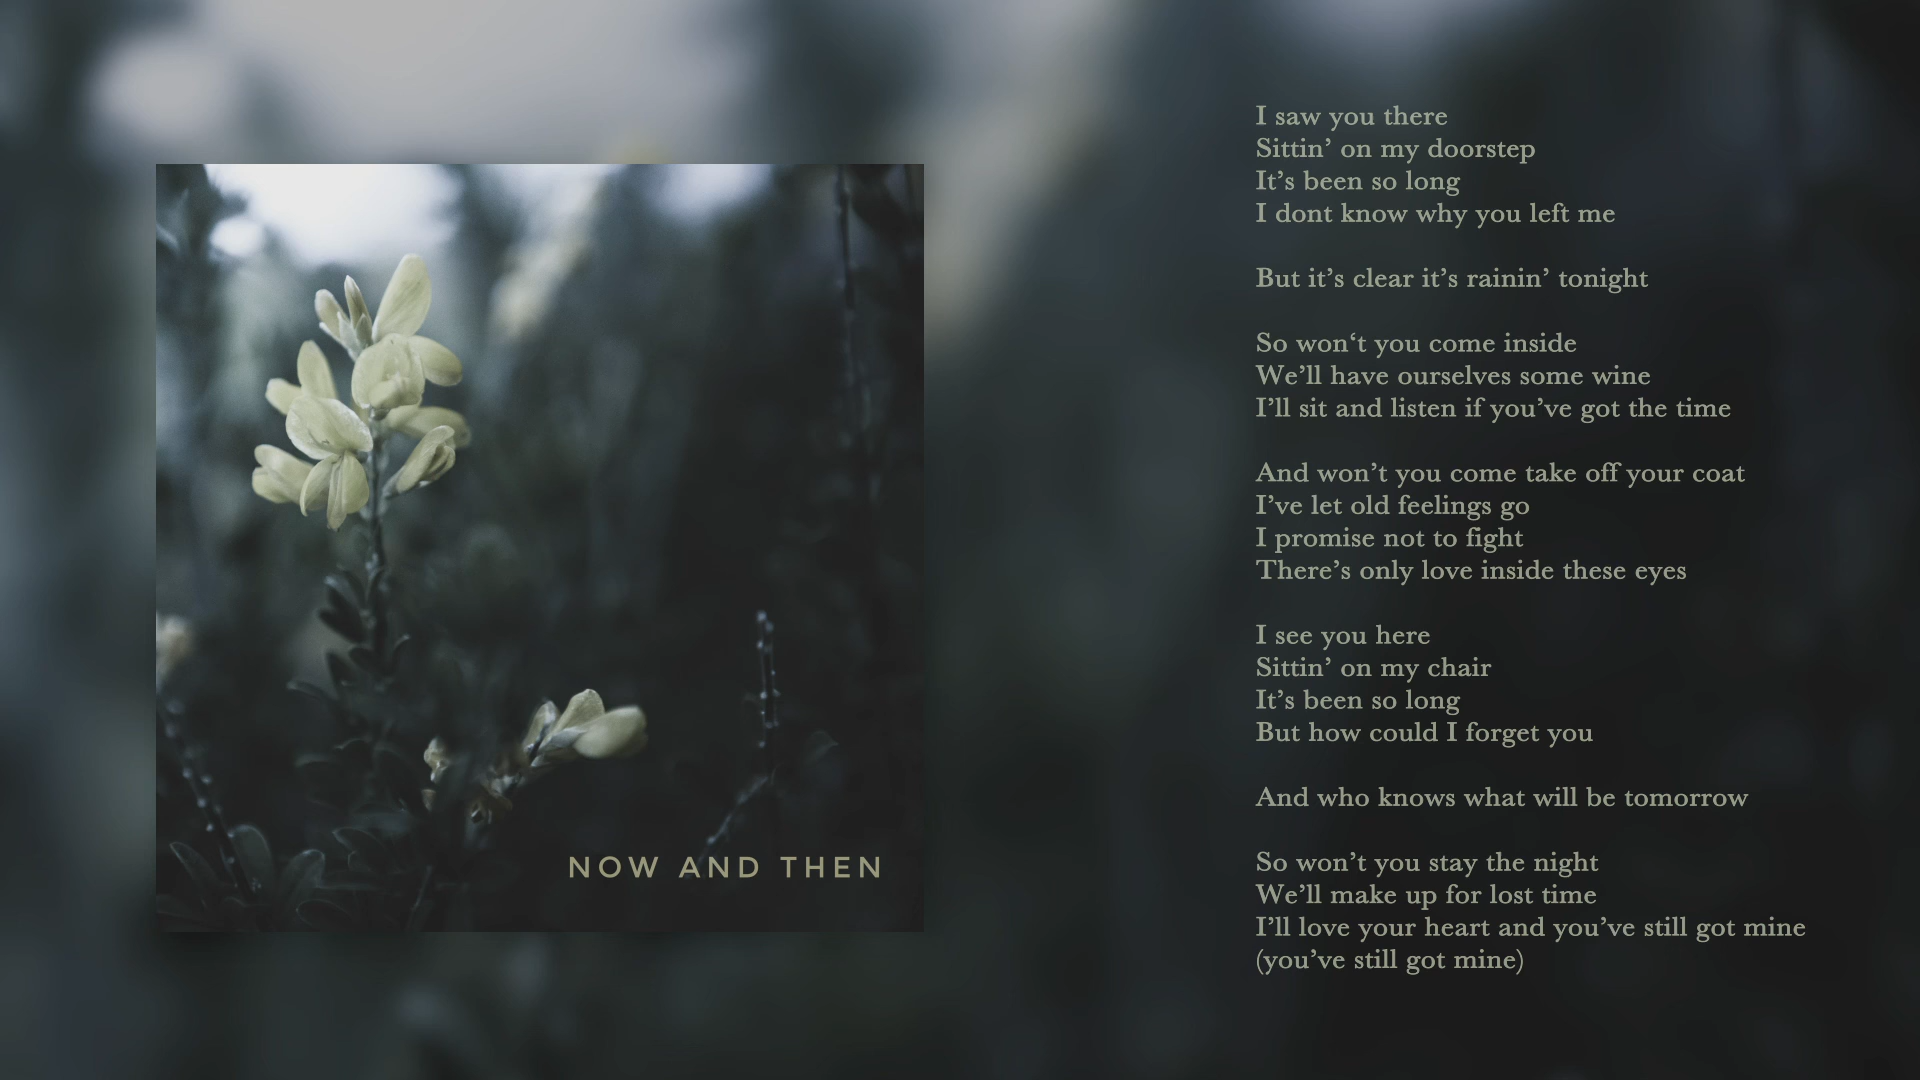 NOW AND THEN
I saw you there
Sittin’ on my doorstep
It’s been so long
I dont know why you left me
But it’s clear it’s rainin’ tonight
So won‘t you come inside
We’ll have ourselves some wine
I’ll sit and listen if you’ve got the time
And won’t you come take off your coat
I’ve let old feelings go
I promise not to fight
There’s only love inside these eyes
I see you here
Sittin’ on my chair
It’s been so long
But how could I forget you
And who knows what will be tomorrow
So won’t you stay the night
We’ll make up for lost time
I’ll love your heart and you’ve still got mine
(you’ve still got mine)